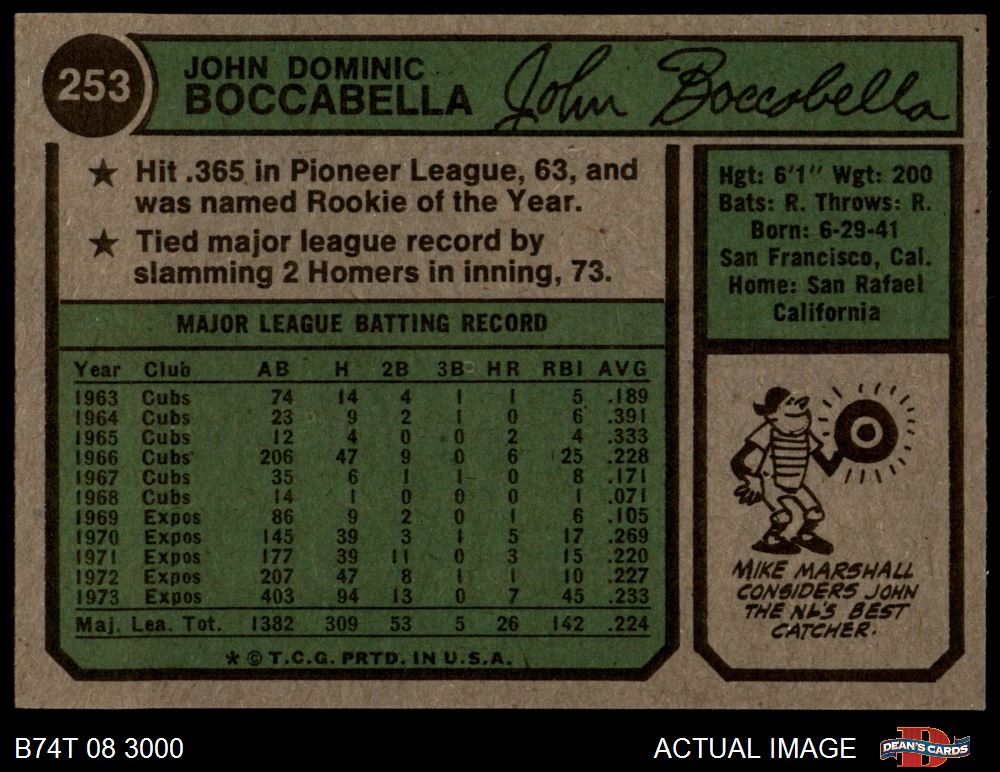 253
JOHN DOMINIC
BOCCABELLA
John Boccabella
★ Hit .365 in Pioneer League, 63, and
was named Rookie of the Year.
★ Tied major league record by
slamming 2 Homers in inning, 73.
Hgt: 6'1" Wgt: 200
Bats: R. Throws: R.
Born: 6-29-41
San Francisco, Cal.
Home: San Rafael
California
MAJOR LEAGUE BATTING RECORD
Year Club AB H 2B 3B HR RBI AVG
1963 Cubs 74 14 4 1 1 5 .189
1964 Cubs 23 9 2 1 0 6 .391
1965 Cubs 12 4 0 0 2 4 .333
1966 Cubs 206 47 9 0 6 25 .228
1967 Cubs 35 6 1 1 0 8 .171
1968 Cubs 14 1 0 0 0 1 .071
1969 Expos 86 9 2 0 1 6 .105
1970 Expos 145 39 3 1 5 17 .269
1971 Expos 177 39 11 0 3 15 .220
1972 Expos 207 47 8 1 1 10 .227
1973 Expos 403 94 13 0 7 45 .233
Maj. Lea. Tot. 1382 309 53 5 26 142 .224
* © T.C.G. PRTD. IN U.S.A.
MIKE MARSHALL
CONSIDERS JOHN
THE NL'S BEST
CATCHER.
B74T 08 3000
ACTUAL IMAGE
DEAN'S CARDS